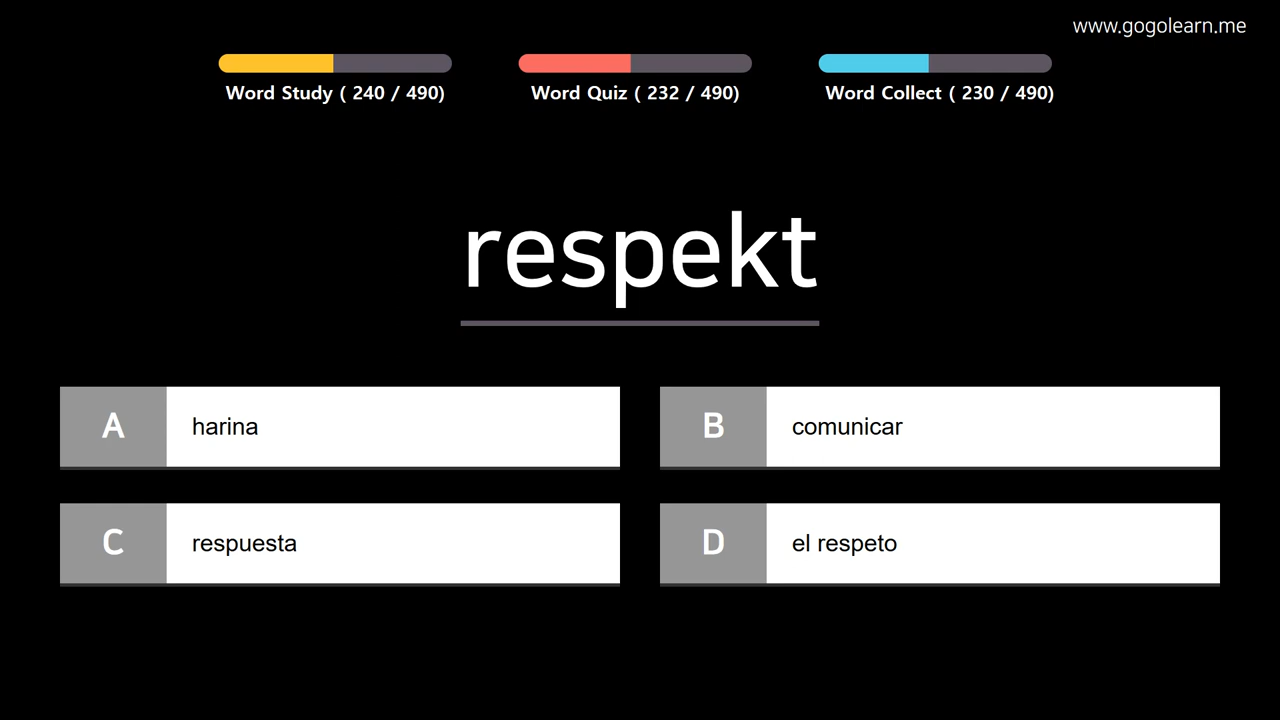 www.gogolearn.me
Word Study ( 240 / 490)
Word Quiz ( 232 / 490)
Word Collect ( 230 / 490)
respekt
A harina
B comunicar
C respuesta
D el respeto